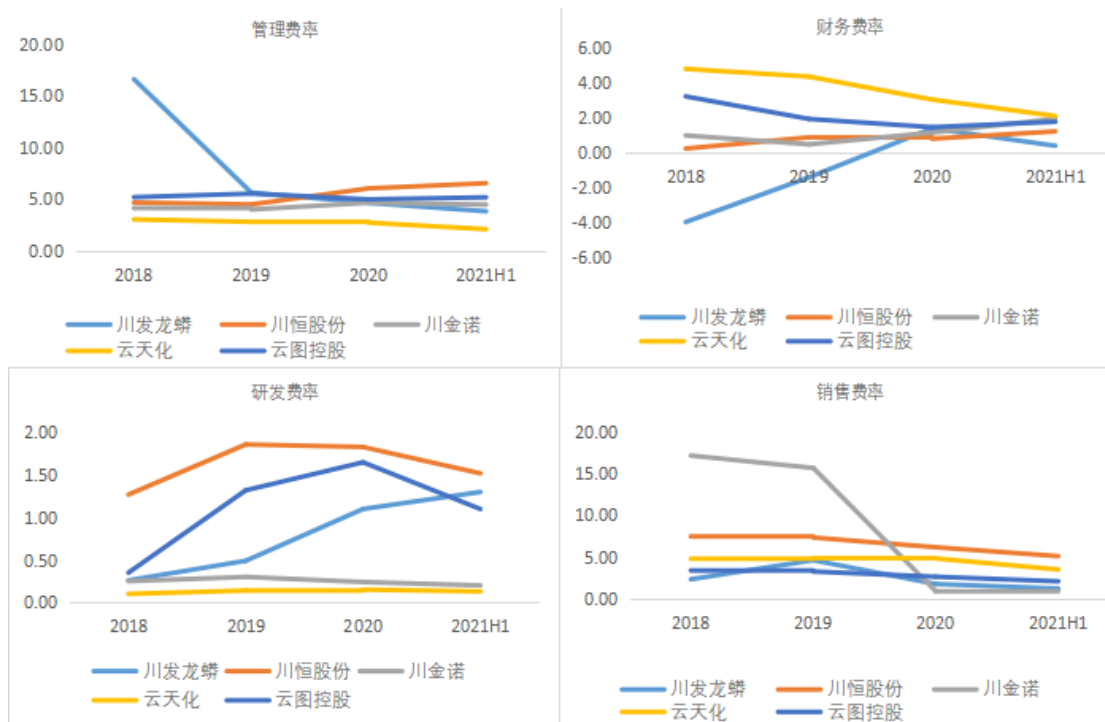 管理费率
20.00
15.00
10.00
5.00
0.00
2018 2019 2020 2021H1
川发龙蟒 川恒股份 川金诺
云天化 云图控股
财务费率
6.00
4.00
2.00
0.00
-2.00
-4.00
-6.00
2018 2019 2020 2021H1
川发龙蟒 川恒股份 川金诺
云天化 云图控股
研发费率
2.00
1.50
1.00
0.50
0.00
2018 2019 2020 2021H1
川发龙蟒 川恒股份 川金诺
云天化 云图控股
销售费率
20.00
15.00
10.00
5.00
0.00
2018 2019 2020 2021H1
川发龙蟒 川恒股份 川金诺
云天化 云图控股